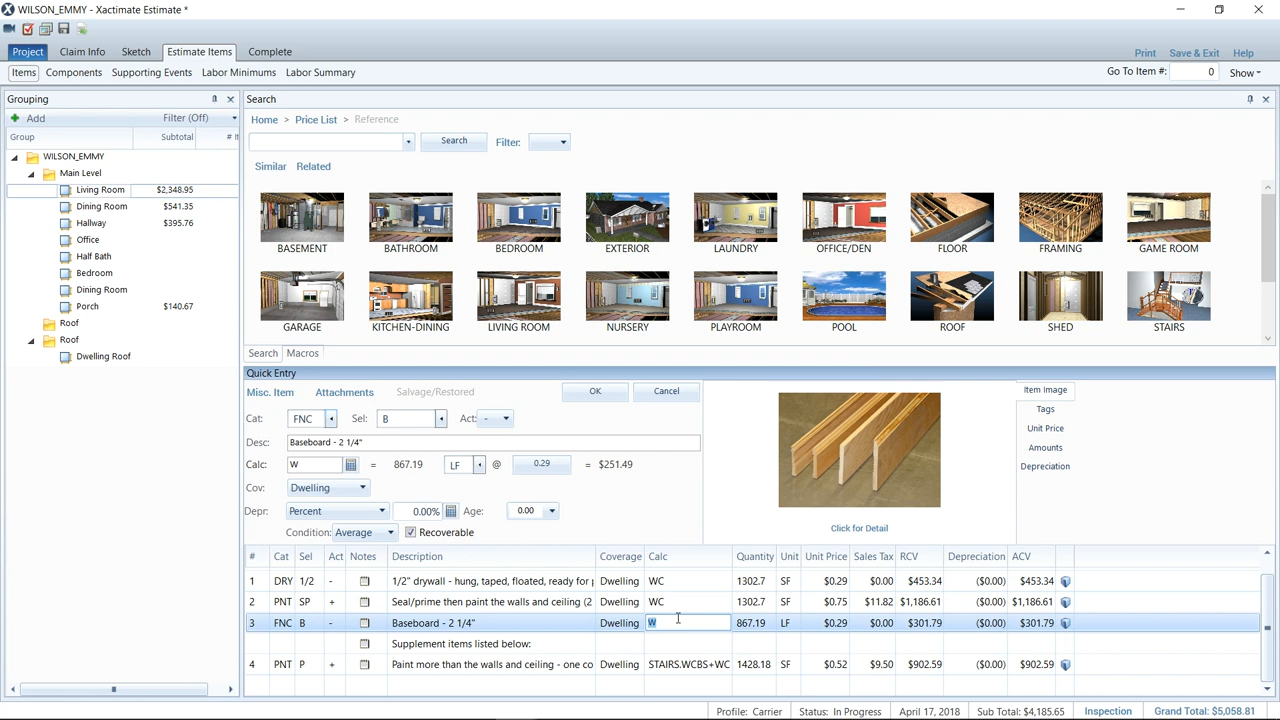 WILSON_EMMY - Xactimate Estimate *
Project Claim Info Sketch Estimate Items Complete
Print Save & Exit Help
Items Components Supporting Events Labor Minimums Labor Summary
Go To Item #: 0 Show
Grouping
Add Filter (Off)
Group Subtotal # It
WILSON_EMMY
Main Level
Living Room $2,348.95
Dining Room $541.35
Hallway $395.76
Office
Half Bath
Bedroom
Dining Room
Porch $140.67
Roof
Roof
Dwelling Roof
Search
Home > Price List > Reference
Search Filter:
Similar Related
BASEMENT BATHROOM BEDROOM EXTERIOR LAUNDRY OFFICE/DEN FLOOR FRAMING GAME ROOM
GARAGE KITCHEN-DINING LIVING ROOM NURSERY PLAYROOM POOL ROOF SHED STAIRS
Search Macros
Quick Entry
Misc. Item Attachments Salvage/Restored OK Cancel
Cat: FNC Sel: B Act: -
Desc: Baseboard - 2 1/4"
Calc: W = 867.19 LF @ 0.29 = $251.49
Cov: Dwelling
Depr: Percent 0.00% Age: 0.00
Condition: Average Recoverable
Click for Detail
Item Image
Tags
Unit Price
Amounts
Depreciation
# Cat Sel Act Notes Description Coverage Calc Quantity Unit Unit Price Sales Tax RCV Depreciation ACV
1 DRY 1/2 - 1/2" drywall - hung, taped, floated, ready for p Dwelling WC 1302.7 SF $0.29 $0.00 $453.34 ($0.00) $453.34
2 PNT SP + Seal/prime then paint the walls and ceiling (2 Dwelling WC 1302.7 SF $0.75 $11.82 $1,186.61 ($0.00) $1,186.61
3 FNC B - Baseboard - 2 1/4" Dwelling W 867.19 LF $0.29 $0.00 $301.79 ($0.00) $301.79
Supplement items listed below:
4 PNT P + Paint more than the walls and ceiling - one co Dwelling STAIRS.WCBS+WC 1428.18 SF $0.52 $9.50 $902.59 ($0.00) $902.59
Profile: Carrier Status: In Progress April 17, 2018 Sub Total: $4,185.65 Inspection Grand Total: $5,058.81